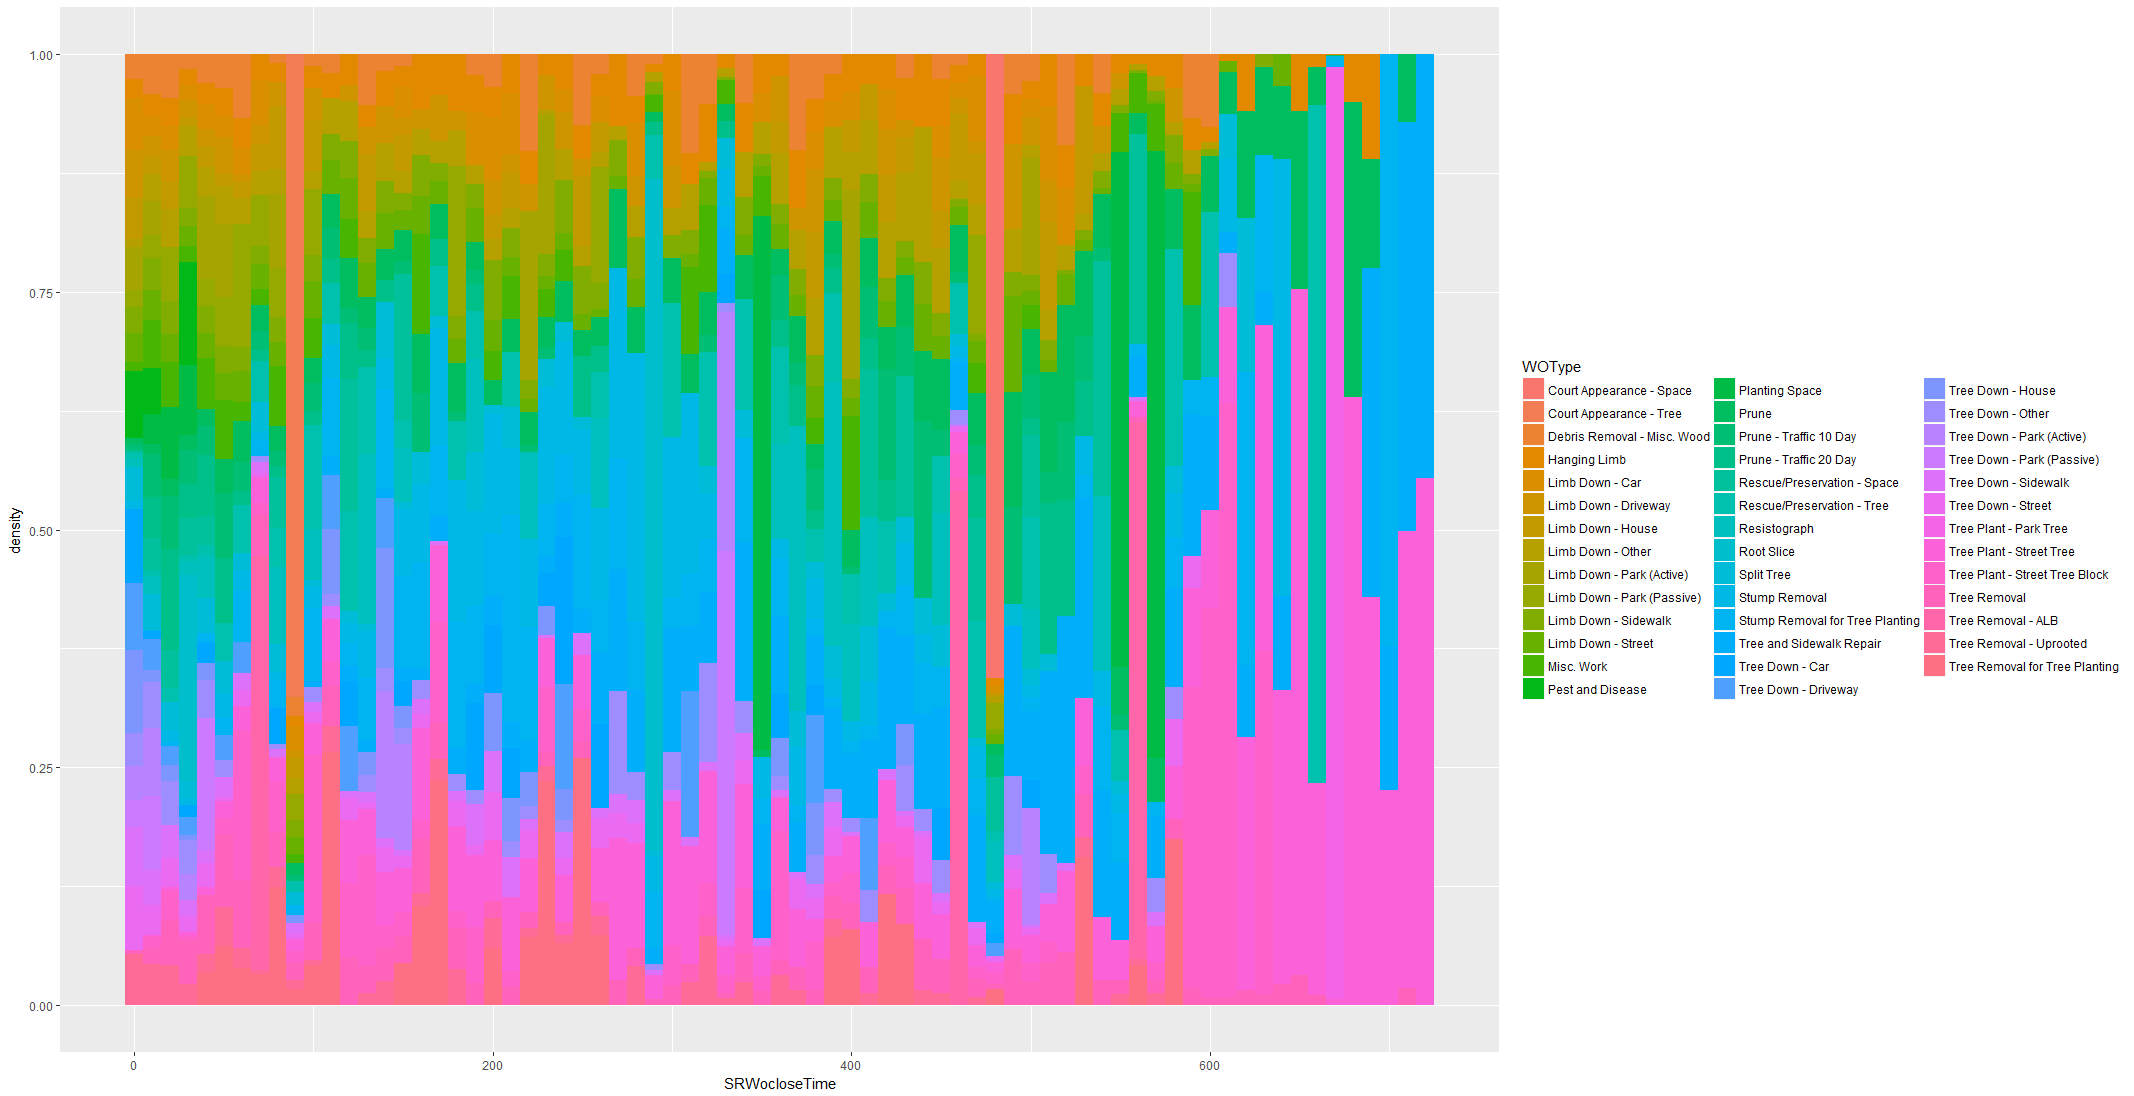 1.00
0.75
0.50
0.25
0.00
density
0
200
400
600
SRWocloseTime
WOType
Court Appearance - Space
Court Appearance - Tree
Debris Removal - Misc. Wood
Hanging Limb
Limb Down - Car
Limb Down - Driveway
Limb Down - House
Limb Down - Other
Limb Down - Park (Active)
Limb Down - Park (Passive)
Limb Down - Sidewalk
Limb Down - Street
Misc. Work
Pest and Disease
Planting Space
Prune
Prune - Traffic 10 Day
Prune - Traffic 20 Day
Rescue/Preservation - Space
Rescue/Preservation - Tree
Resistograph
Root Slice
Split Tree
Stump Removal
Stump Removal for Tree Planting
Tree and Sidewalk Repair
Tree Down - Car
Tree Down - Driveway
Tree Down - House
Tree Down - Other
Tree Down - Park (Active)
Tree Down - Park (Passive)
Tree Down - Sidewalk
Tree Down - Street
Tree Plant - Park Tree
Tree Plant - Street Tree
Tree Plant - Street Tree Block
Tree Removal
Tree Removal - ALB
Tree Removal - Uprooted
Tree Removal for Tree Planting